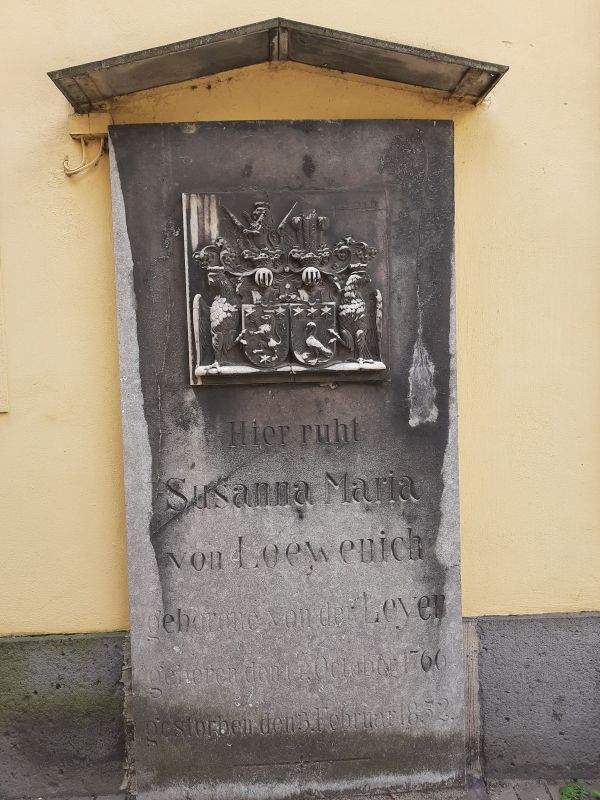 Hier ruht
Susanna Maria
von Loewenich
geborene von der Leyen
geboren den October 1766
gestorben den 3. Februar 1852.